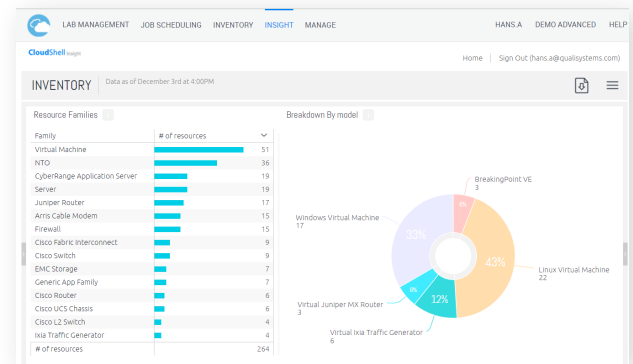 LAB MANAGEMENT JOB SCHEDULING INVENTORY INSIGHT MANAGE HANS.A DEMO ADVANCED HELP
CloudShell Insight
Home | Sign Out (hans.a@qualisystems.com)
INVENTORY Data as of December 3rd at 4:00PM
Resource Families
Family # of resources
Virtual Machine 51
NTO 36
CyberRange Application Server 19
Server 19
Juniper Router 17
Arris Cable Modem 15
Firewall 15
Cisco Fabric Interconnect 9
Cisco Switch 9
EMC Storage 7
Generic App Family 7
Cisco Router 6
Cisco UCS Chassis 6
Cisco L2 Switch 4
Ixia Traffic Generator 4
# of resources 264
Breakdown By model
BreakingPoint VE
3
6%
Windows Virtual Machine
17
33%
43%
Linux Virtual Machine
22
6%
12%
Virtual Juniper MX Router
3
Virtual Ixia Traffic Generator
6